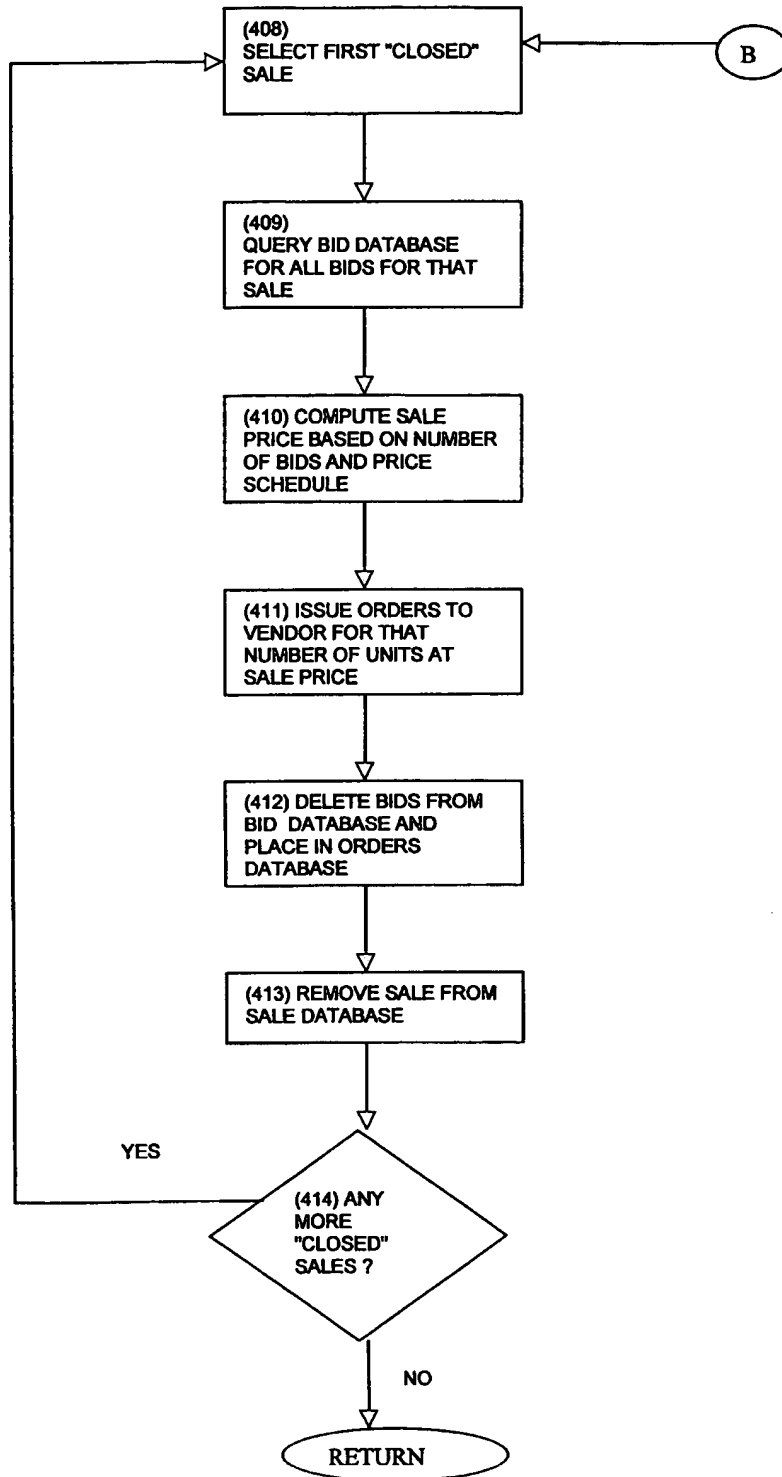 (408)
SELECT FIRST "CLOSED"
SALE
B
(409)
QUERY BID DATABASE
FOR ALL BIDS FOR THAT
SALE
(410) COMPUTE SALE
PRICE BASED ON NUMBER
OF BIDS AND PRICE
SCHEDULE
(411) ISSUE ORDERS TO
VENDOR FOR THAT
NUMBER OF UNITS AT
SALE PRICE
(412) DELETE BIDS FROM
BID DATABASE AND
PLACE IN ORDERS
DATABASE
(413) REMOVE SALE FROM
SALE DATABASE
YES
(414) ANY
MORE
"CLOSED"
SALES ?
NO
RETURN